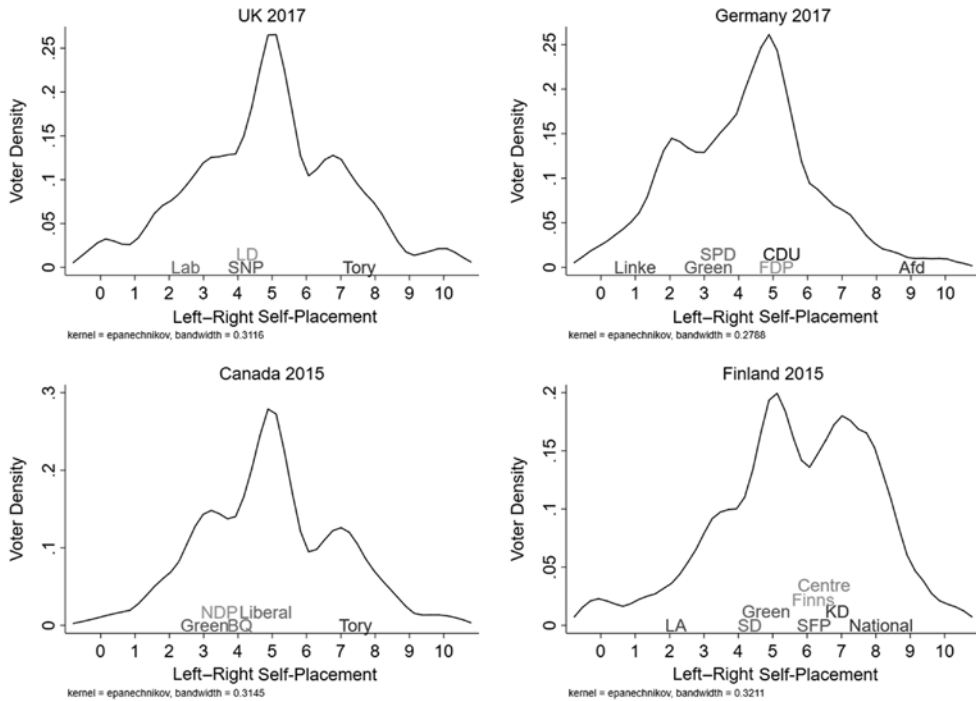 UK 2017
Voter Density
.25
.2
.15
.1
.05
0
LD
Lab SNP Tory
0 1 2 3 4 5 6 7 8 9 10
Left–Right Self-Placement
kernel = epanechnikov, bandwidth = 0.3116
Germany 2017
Voter Density
.25
.2
.15
.1
.05
0
SPD CDU
Linke Green FDP Afd
0 1 2 3 4 5 6 7 8 9 10
Left–Right Self-Placement
kernel = epanechnikov, bandwidth = 0.2788
Canada 2015
Voter Density
.3
.2
.1
0
NDP Liberal
Green BQ Tory
0 1 2 3 4 5 6 7 8 9 10
Left–Right Self-Placement
kernel = epanechnikov, bandwidth = 0.3145
Finland 2015
Voter Density
.2
.15
.1
.05
0
Centre
Finns
Green KD
LA SD SFP National
0 1 2 3 4 5 6 7 8 9 10
Left–Right Self-Placement
kernel = epanechnikov, bandwidth = 0.3211